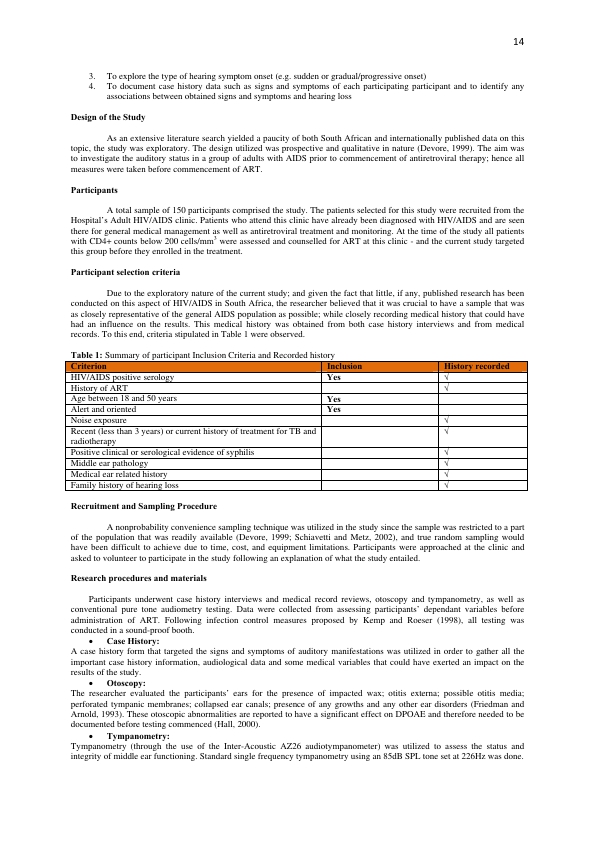 14
3. To explore the type of hearing symptom onset (e.g. sudden or gradual/progressive onset)
4. To document case history data such as signs and symptoms of each participating participant and to identify any
associations between obtained signs and symptoms and hearing loss
Design of the Study
As an extensive literature search yielded a paucity of both South African and internationally published data on this
topic, the study was exploratory. The design utilized was prospective and qualitative in nature (Devore, 1999). The aim was
to investigate the auditory status in a group of adults with AIDS prior to commencement of antiretroviral therapy; hence all
measures were taken before commencement of ART.
Participants
A total sample of 150 participants comprised the study. The patients selected for this study were recruited from the
Hospital's Adult HIV/AIDS clinic. Patients who attend this clinic have already been diagnosed with HIV/AIDS and are seen
there for general medical management as well as antiretroviral treatment and monitoring. At the time of the study all patients
with CD4+ counts below 200 cells/mm³ were assessed and counselled for ART at this clinic - and the current study targeted
this group before they enrolled in the treatment.
Participant selection criteria
Due to the exploratory nature of the current study; and given the fact that little, if any, published research has been
conducted on this aspect of HIV/AIDS in South Africa, the researcher believed that it was crucial to have a sample that was
as closely representative of the general AIDS population as possible; while closely recording medical history that could have
had an influence on the results. This medical history was obtained from both case history interviews and from medical
records. To this end, criteria stipulated in Table 1 were observed.
Table 1: Summary of participant Inclusion Criteria and Recorded history
Criterion Inclusion History recorded
HIV/AIDS positive serology Yes √
History of ART √
Age between 18 and 50 years Yes
Alert and oriented Yes
Noise exposure √
Recent (less than 3 years) or current history of treatment for TB and √
radiotherapy
Positive clinical or serological evidence of syphilis √
Middle ear pathology √
Medical ear related history √
Family history of hearing loss √
Recruitment and Sampling Procedure
A nonprobability convenience sampling technique was utilized in the study since the sample was restricted to a part
of the population that was readily available (Devore, 1999; Schiavetti and Metz, 2002), and true random sampling would
have been difficult to achieve due to time, cost, and equipment limitations. Participants were approached at the clinic and
asked to volunteer to participate in the study following an explanation of what the study entailed.
Research procedures and materials
Participants underwent case history interviews and medical record reviews, otoscopy and tympanometry, as well as
conventional pure tone audiometry testing. Data were collected from assessing participants' dependant variables before
administration of ART. Following infection control measures proposed by Kemp and Roeser (1998), all testing was
conducted in a sound-proof booth.
• Case History:
A case history form that targeted the signs and symptoms of auditory manifestations was utilized in order to gather all the
important case history information, audiological data and some medical variables that could have exerted an impact on the
results of the study.
• Otoscopy:
The researcher evaluated the participants' ears for the presence of impacted wax; otitis externa; possible otitis media;
perforated tympanic membranes; collapsed ear canals; presence of any growths and any other ear disorders (Friedman and
Arnold, 1993). These otoscopic abnormalities are reported to have a significant effect on DPOAE and therefore needed to be
documented before testing commenced (Hall, 2000).
• Tympanometry:
Tympanometry (through the use of the Inter-Acoustic AZ26 audiotympanometer) was utilized to assess the status and
integrity of middle ear functioning. Standard single frequency tympanometry using an 85dB SPL tone set at 226Hz was done.